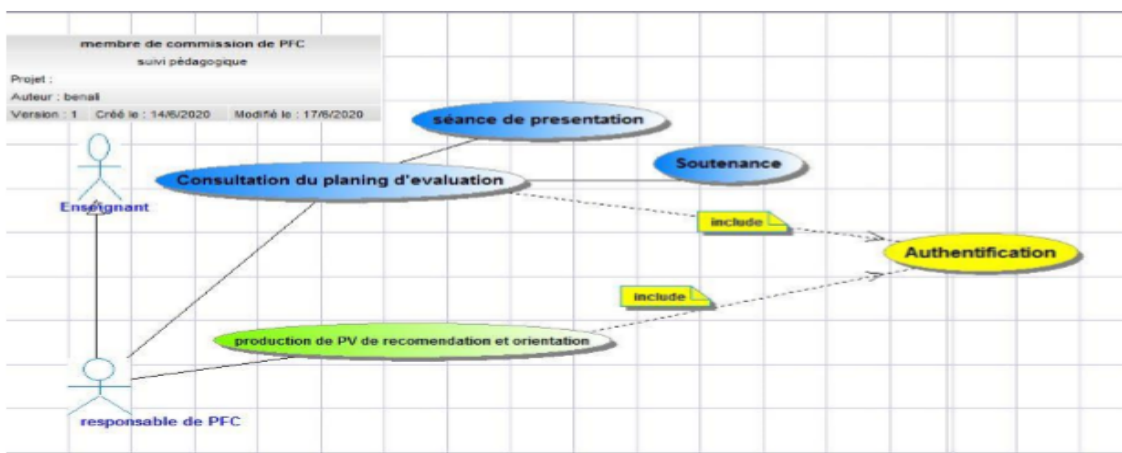 membre de commission de PFC
suivi pédagogique
Projet :
Auteur : benali
Version : 1 Créé le : 14/6/2020 Modifié le : 17/6/2020
séance de presentation
Soutenance
Consultation du planing d'evaluation
Enseignant
include
Authentification
include
production de PV de recomendation et orientation
responsable de PFC